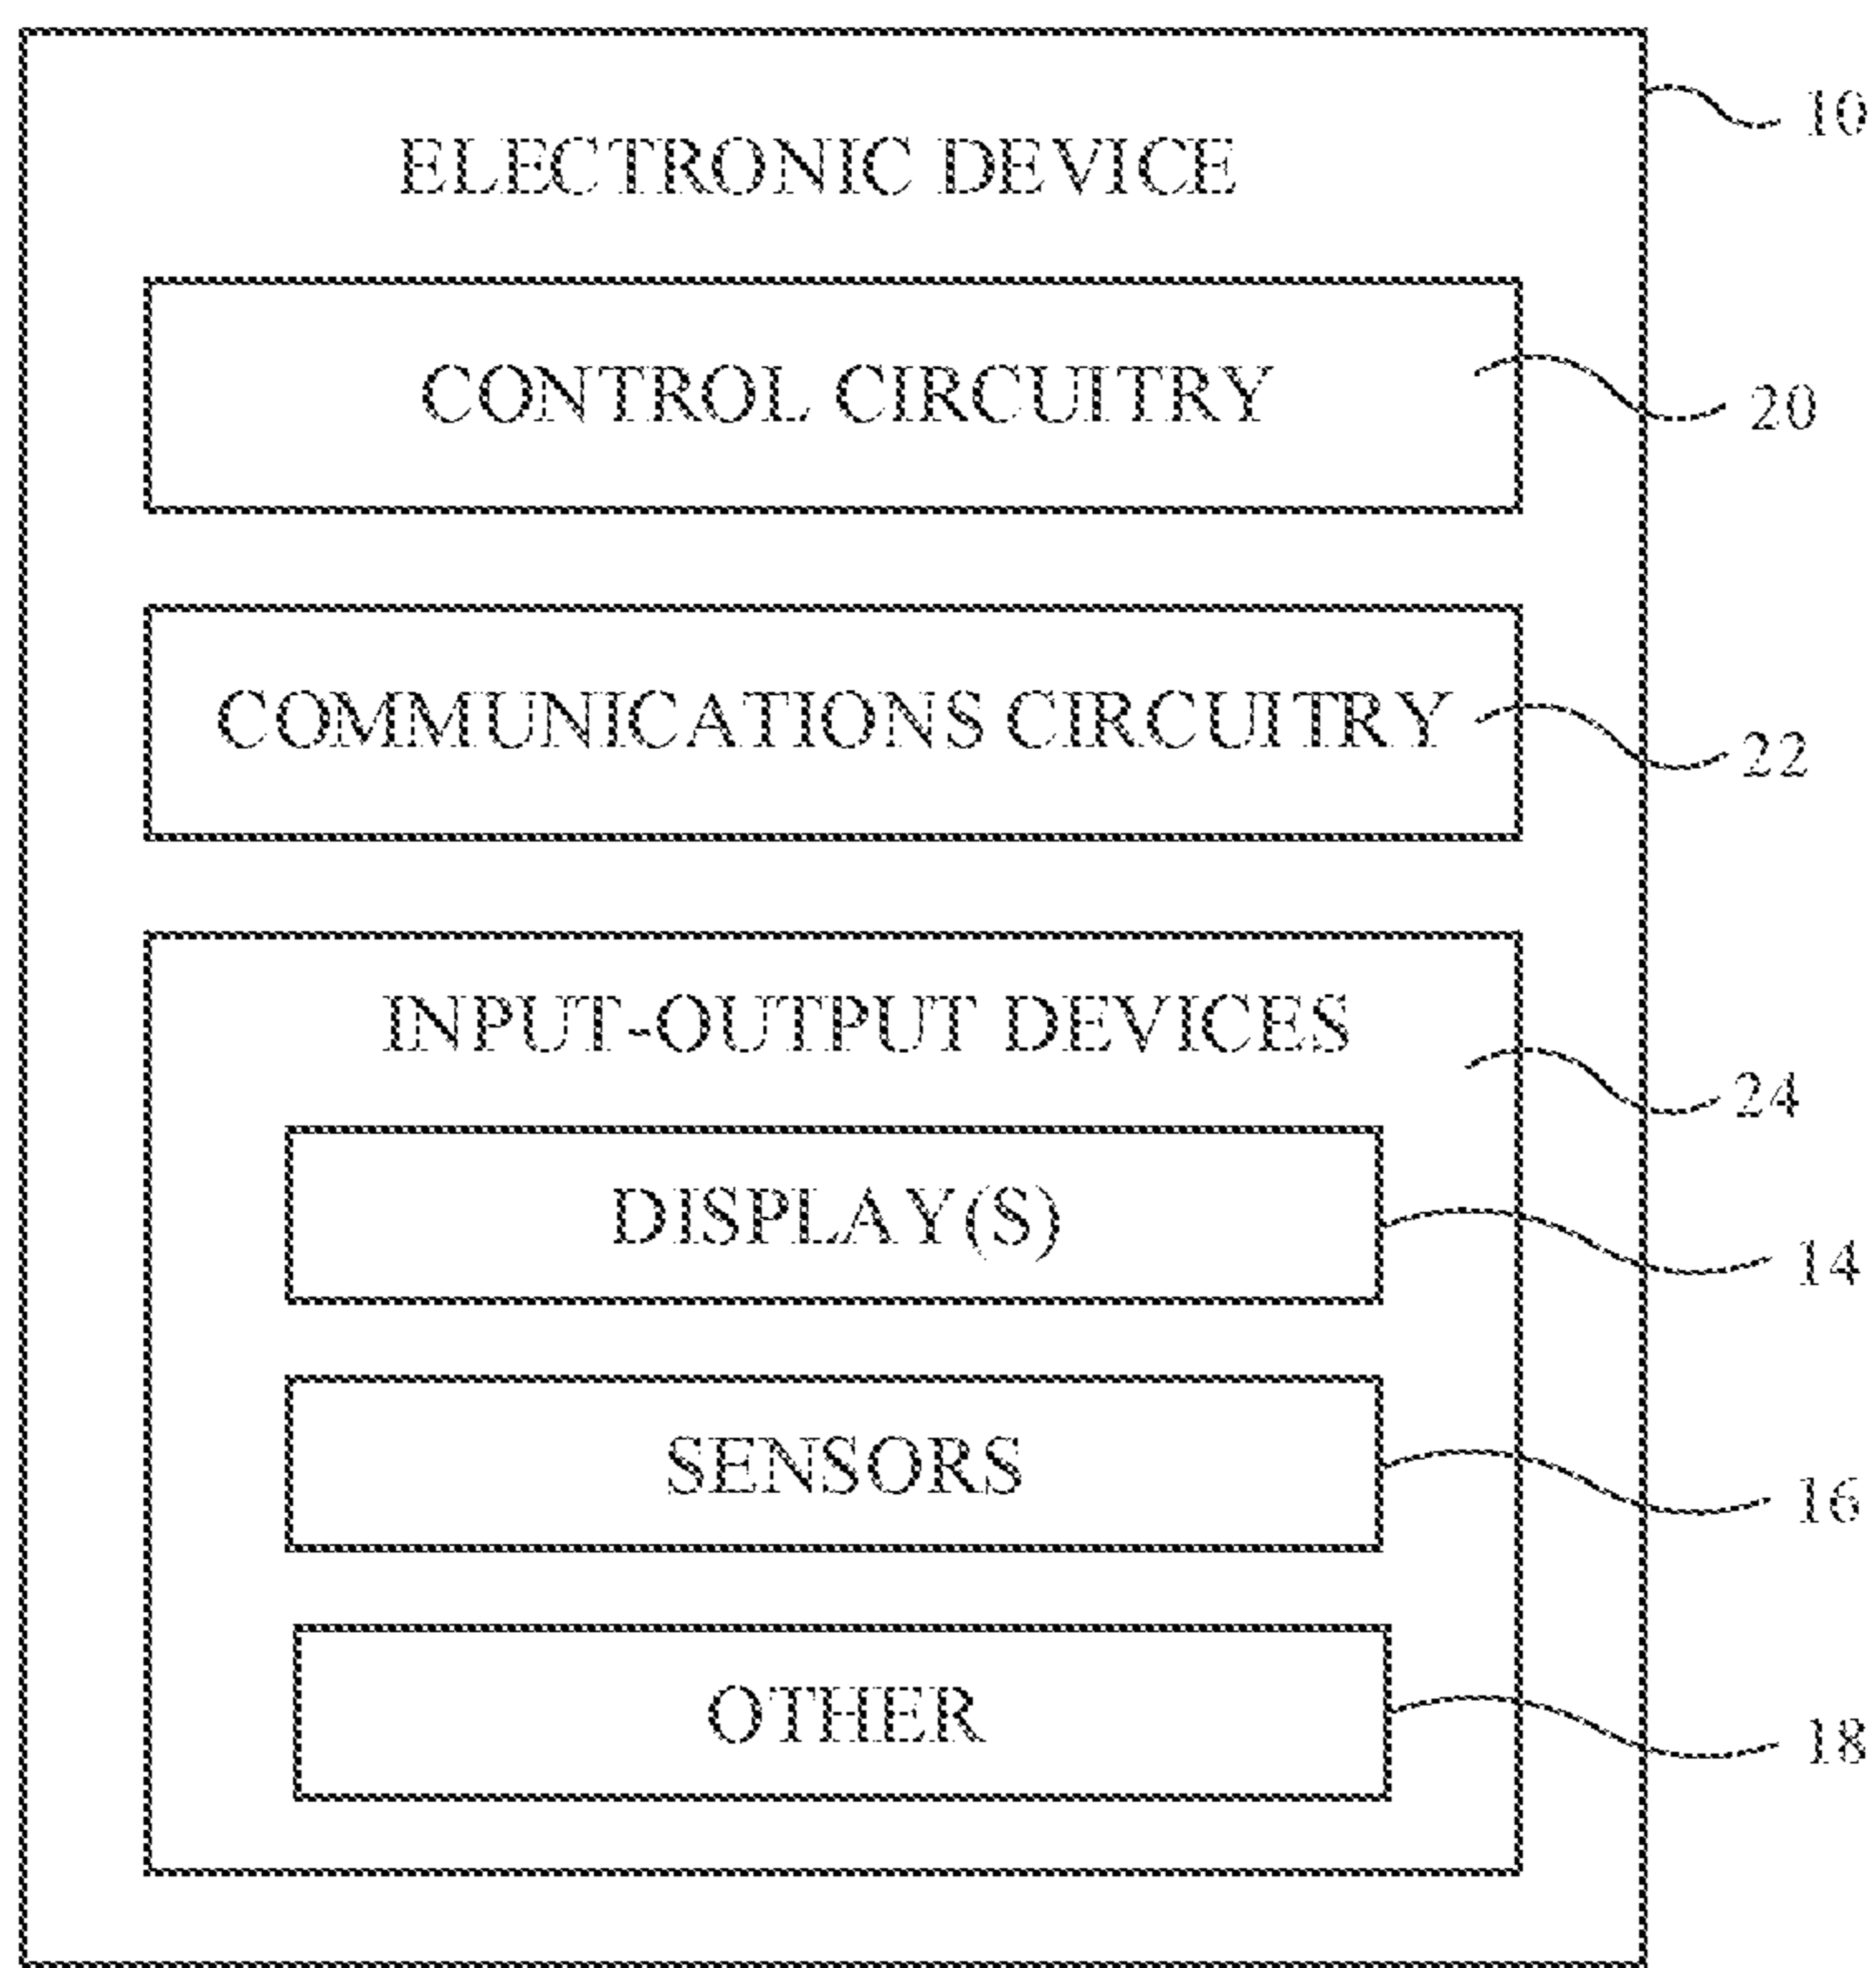 ELECTRONIC DEVICE
10
CONTROL CIRCUITRY
20
COMMUNICATIONS CIRCUITRY
22
INPUT-OUTPUT DEVICES
24
DISPLAY(S)
14
SENSORS
16
OTHER
18